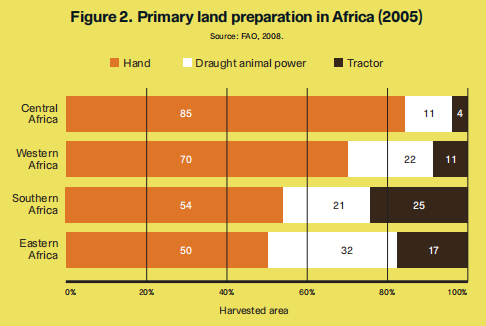 Figure 2. Primary land preparation in Africa (2005)
Source: FAO, 2008.
Hand Draught animal power Tractor
Central
Africa
85 11 4
Western
Africa
70 22 11
Southern
Africa
54 21 25
Eastern
Africa
50 32 17
0% 20% 40% 60% 80% 100%
Harvested area